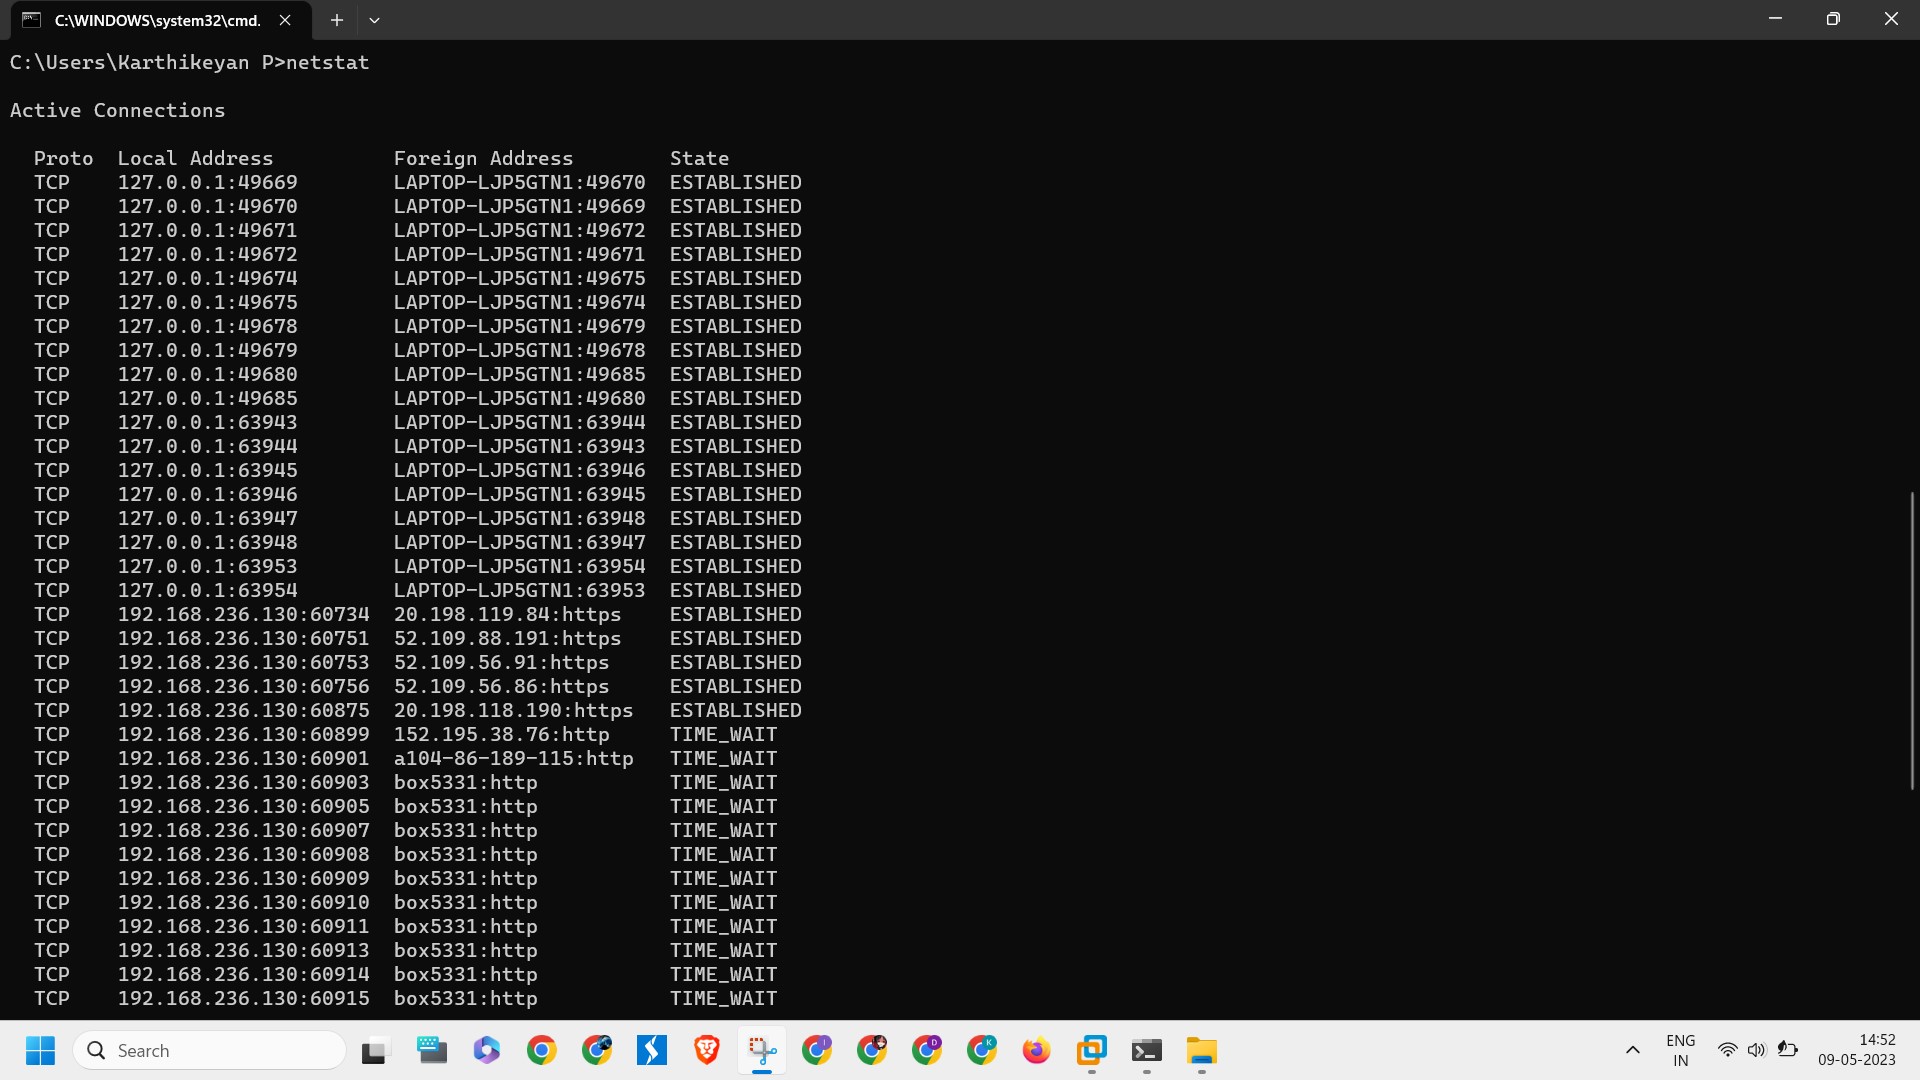 C:\WINDOWS\system32\cmd.
C:\Users\Karthikeyan P>netstat
Active Connections
Proto  Local Address          Foreign Address        State
TCP    127.0.0.1:49669        LAPTOP-LJP5GTN1:49670  ESTABLISHED
TCP    127.0.0.1:49670        LAPTOP-LJP5GTN1:49669  ESTABLISHED
TCP    127.0.0.1:49671        LAPTOP-LJP5GTN1:49672  ESTABLISHED
TCP    127.0.0.1:49672        LAPTOP-LJP5GTN1:49671  ESTABLISHED
TCP    127.0.0.1:49674        LAPTOP-LJP5GTN1:49675  ESTABLISHED
TCP    127.0.0.1:49675        LAPTOP-LJP5GTN1:49674  ESTABLISHED
TCP    127.0.0.1:49678        LAPTOP-LJP5GTN1:49679  ESTABLISHED
TCP    127.0.0.1:49679        LAPTOP-LJP5GTN1:49678  ESTABLISHED
TCP    127.0.0.1:49680        LAPTOP-LJP5GTN1:49685  ESTABLISHED
TCP    127.0.0.1:49685        LAPTOP-LJP5GTN1:49680  ESTABLISHED
TCP    127.0.0.1:63943        LAPTOP-LJP5GTN1:63944  ESTABLISHED
TCP    127.0.0.1:63944        LAPTOP-LJP5GTN1:63943  ESTABLISHED
TCP    127.0.0.1:63945        LAPTOP-LJP5GTN1:63946  ESTABLISHED
TCP    127.0.0.1:63946        LAPTOP-LJP5GTN1:63945  ESTABLISHED
TCP    127.0.0.1:63947        LAPTOP-LJP5GTN1:63948  ESTABLISHED
TCP    127.0.0.1:63948        LAPTOP-LJP5GTN1:63947  ESTABLISHED
TCP    127.0.0.1:63953        LAPTOP-LJP5GTN1:63954  ESTABLISHED
TCP    127.0.0.1:63954        LAPTOP-LJP5GTN1:63953  ESTABLISHED
TCP    192.168.236.130:60734  20.198.119.84:https    ESTABLISHED
TCP    192.168.236.130:60751  52.109.88.191:https    ESTABLISHED
TCP    192.168.236.130:60753  52.109.56.91:https     ESTABLISHED
TCP    192.168.236.130:60756  52.109.56.86:https     ESTABLISHED
TCP    192.168.236.130:60875  20.198.118.190:https   ESTABLISHED
TCP    192.168.236.130:60899  152.195.38.76:http     TIME_WAIT
TCP    192.168.236.130:60901  a104-86-189-115:http   TIME_WAIT
TCP    192.168.236.130:60903  box5331:http           TIME_WAIT
TCP    192.168.236.130:60905  box5331:http           TIME_WAIT
TCP    192.168.236.130:60907  box5331:http           TIME_WAIT
TCP    192.168.236.130:60908  box5331:http           TIME_WAIT
TCP    192.168.236.130:60909  box5331:http           TIME_WAIT
TCP    192.168.236.130:60910  box5331:http           TIME_WAIT
TCP    192.168.236.130:60911  box5331:http           TIME_WAIT
TCP    192.168.236.130:60913  box5331:http           TIME_WAIT
TCP    192.168.236.130:60914  box5331:http           TIME_WAIT
TCP    192.168.236.130:60915  box5331:http           TIME_WAIT
Search
ENG
IN
14:52
09-05-2023